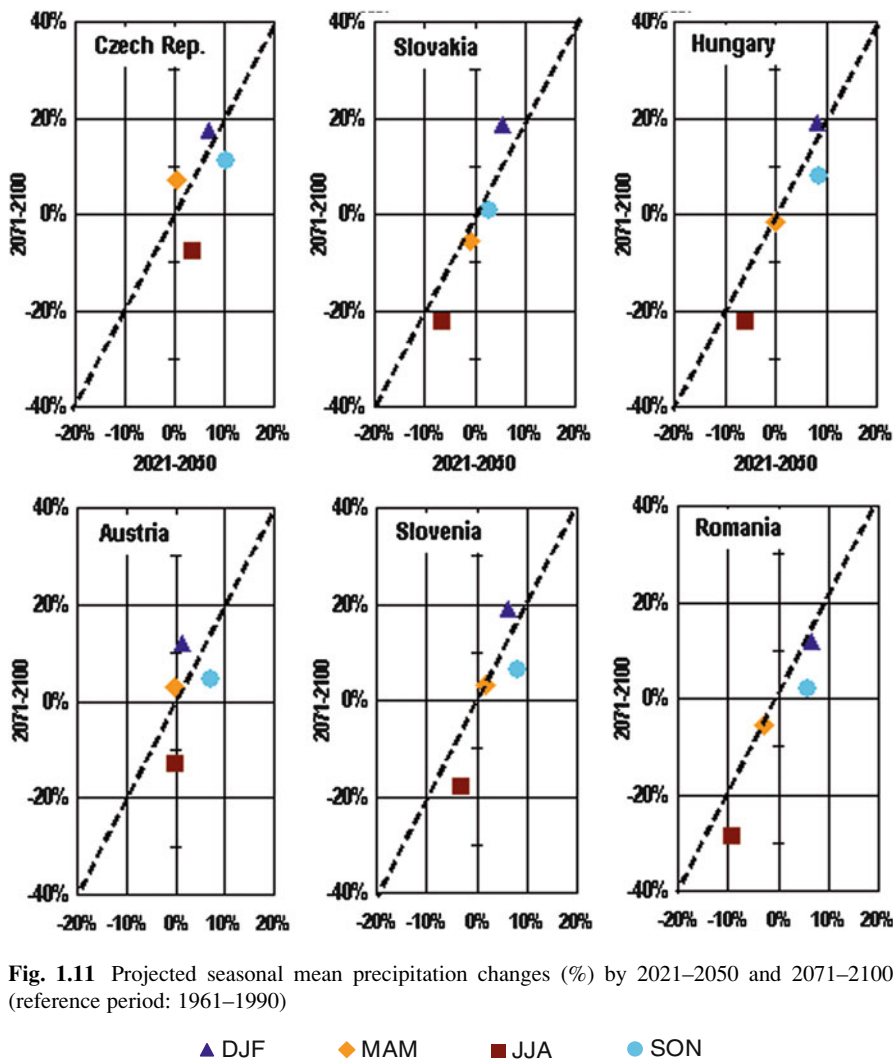 40%
20%
0%
-20%
-40%
2071-2100
Czech Rep.
-20% -10% 0% 10% 20%
2021-2050
40%
20%
0%
-20%
-40%
2071-2100
Slovakia
-20% -10% 0% 10% 20%
2021-2050
40%
20%
0%
-20%
-40%
2071-2100
Hungary
-20% -10% 0% 10% 20%
2021-2050
40%
20%
0%
-20%
-40%
2071-2100
Austria
-20% -10% 0% 10% 20%
40%
20%
0%
-20%
-40%
2071-2100
Slovenia
-20% -10% 0% 10% 20%
40%
20%
0%
-20%
-40%
2071-2100
Romania
-20% -10% 0% 10% 20%
Fig. 1.11 Projected seasonal mean precipitation changes (%) by 2021–2050 and 2071–2100
(reference period: 1961–1990)
DJF MAM JJA SON